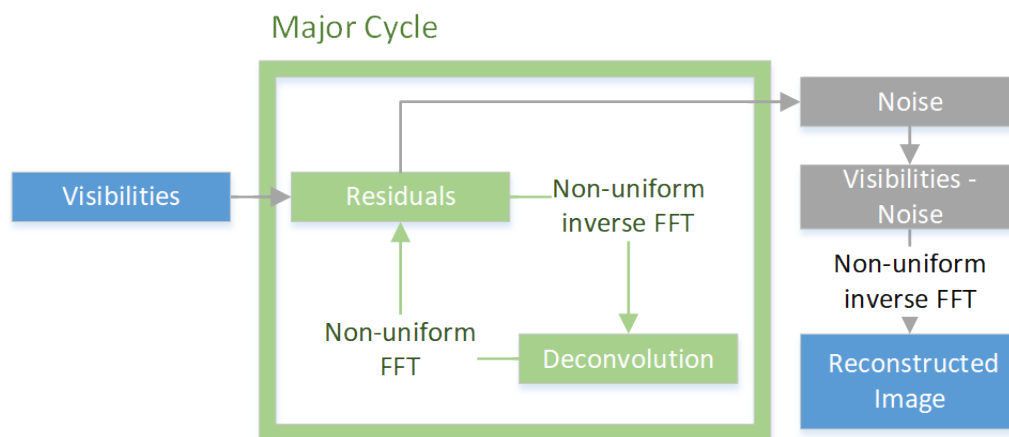 Major Cycle
Visibilities
Residuals
Non-uniform
inverse FFT
Deconvolution
Non-uniform
FFT
Noise
Visibilities -
Noise
Non-uniform
inverse FFT
Reconstructed
Image